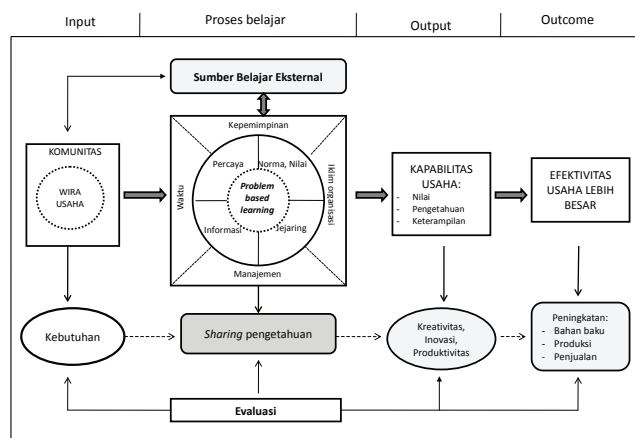 Input
Proses belajar
Output
Outcome
Sumber Belajar Eksternal
KOMUNITAS
WIRA
USAHA
Kepemimpinan
Waktu
Percaya
Norma, Nilai
Problem
based
learning
Iklim organisasi
Informasi
Jejaring
Manajemen
KAPABILITAS
USAHA:
- Nilai
- Pengetahuan
- Keterampilan
EFEKTIVITAS
USAHA LEBIH
BESAR
Kebutuhan
Sharing pengetahuan
Kreativitas,
Inovasi,
Produktivitas
Peningkatan:
- Bahan baku
- Produksi
- Penjualan
Evaluasi